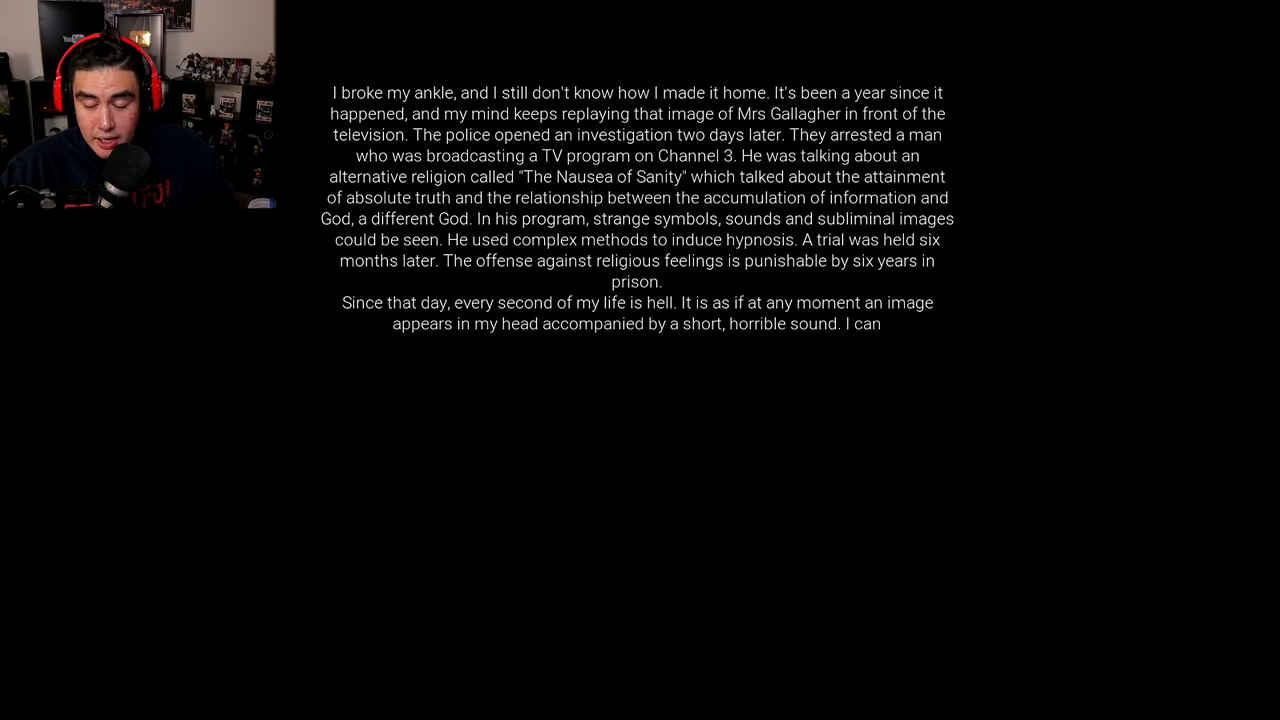 YouTube
I broke my ankle, and I still don't know how I made it home. It's been a year since it
happened, and my mind keeps replaying that image of Mrs Gallagher in front of the
television. The police opened an investigation two days later. They arrested a man
who was broadcasting a TV program on Channel 3. He was talking about an
alternative religion called "The Nausea of Sanity" which talked about the attainment
of absolute truth and the relationship between the accumulation of information and
God, a different God. In his program, strange symbols, sounds and subliminal images
could be seen. He used complex methods to induce hypnosis. A trial was held six
months later. The offense against religious feelings is punishable by six years in
prison.
Since that day, every second of my life is hell. It is as if at any moment an image
appears in my head accompanied by a short, horrible sound. I can